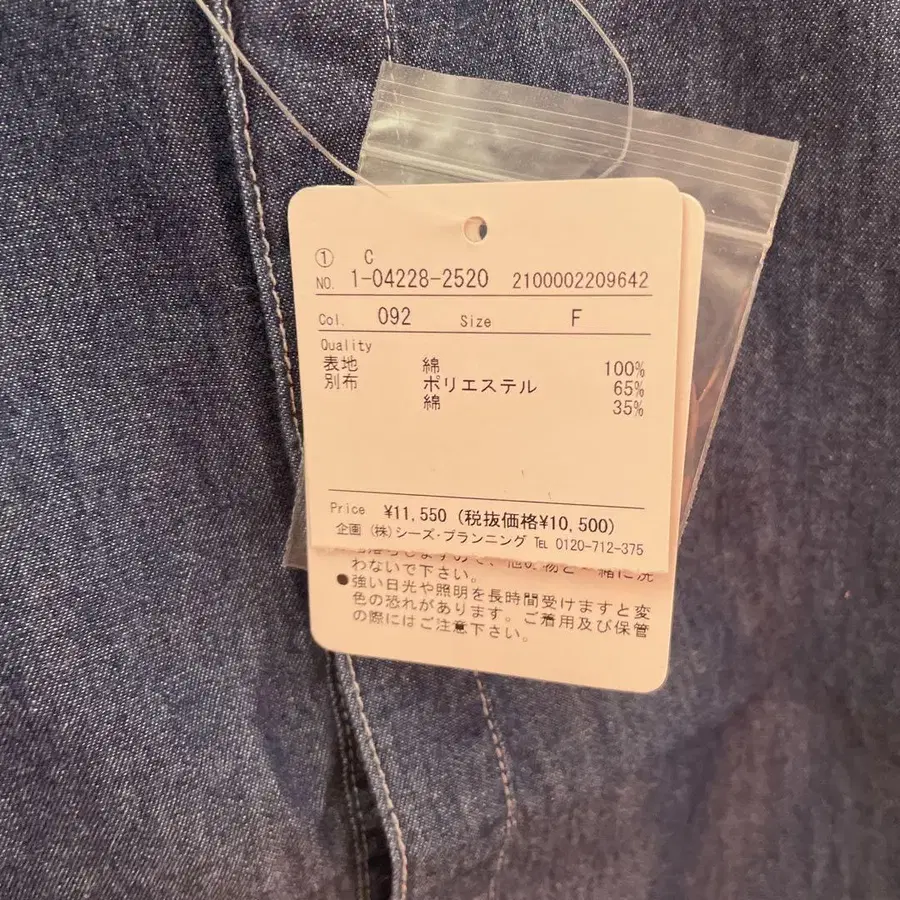 ① C
NO. 1-04228-2520 2100002209642
Col. 092 Size F
Quality
表地 綿 100%
別布 ポリエステル 65%
綿 35%
Price ¥11,550 (税抜価格¥10,500)
企画 (株)シーズ・プランニング TEL 0120-712-375
わないで下さい。
●強い日光や照明を長時間受けますと変
色の恐れがあります。ご着用及び保管
の際にはご注意下さい。